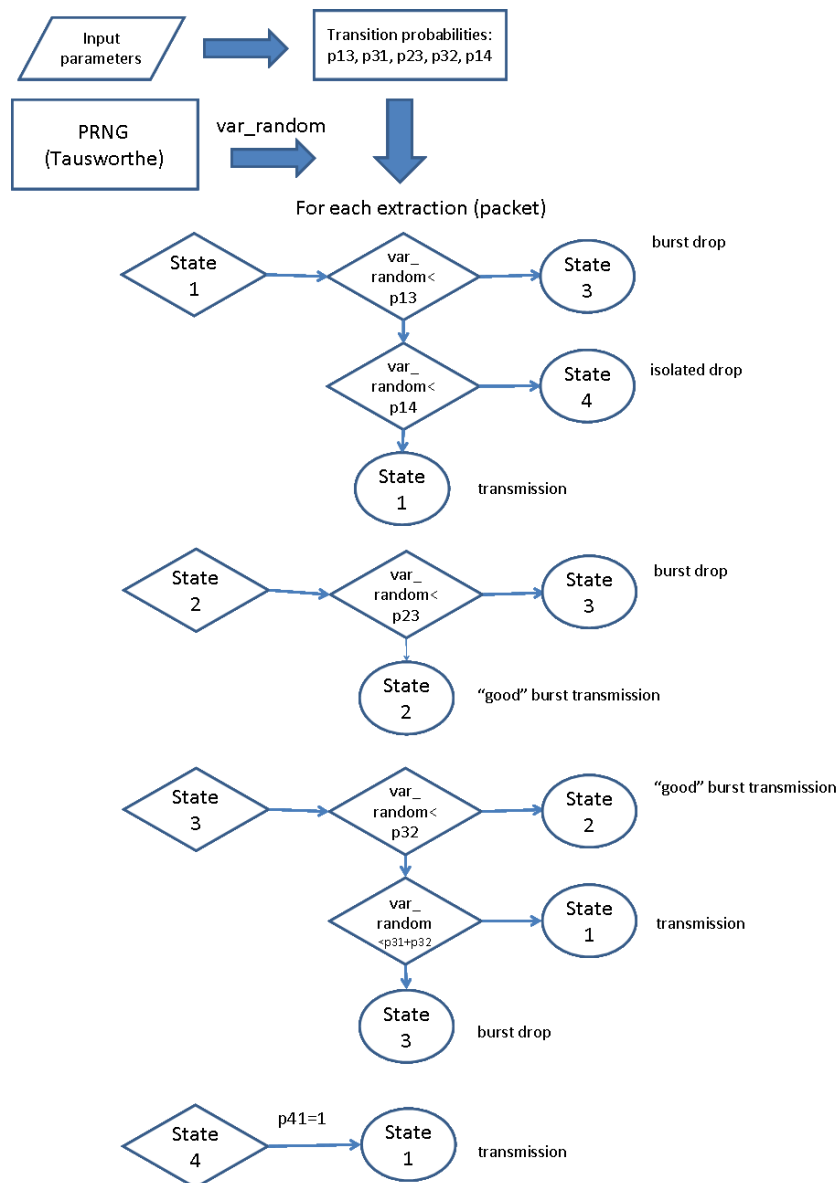 Input
parameters
Transition probabilities:
p13, p31, p23, p32, p14
PRNG
(Tausworthe)
var_random
For each extraction (packet)
State
1
var_
random<
p13
State
3
burst drop
var_
random<
p14
State
4
isolated drop
State
1
transmission
State
2
var_
random<
p23
State
3
burst drop
State
2
“good” burst transmission
State
3
var_
random<
p32
State
2
“good” burst transmission
var_
random
<p31+p32
State
1
transmission
State
3
burst drop
State
4
p41=1
State
1
transmission